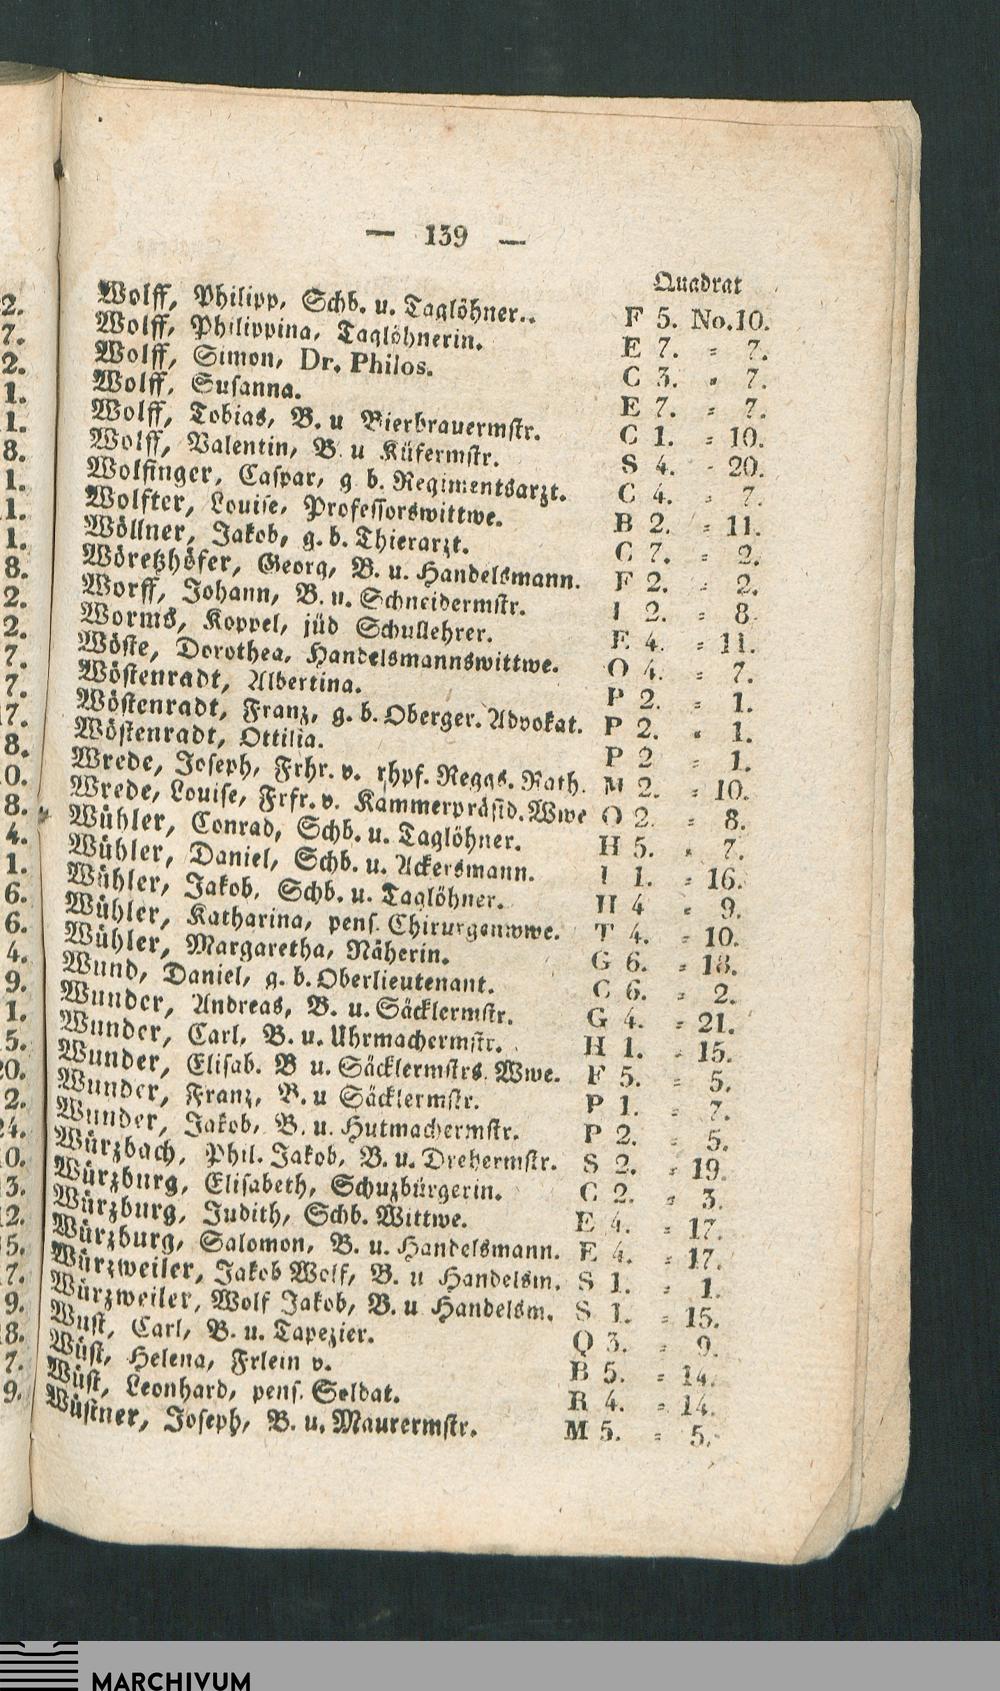 — 139 —
Quadrat
Wolff, Philipp, Schb. u. Taglöhner.. F 5. No. 10.
Wolff, Philippina, Taglöhnerin. E 7. = 7.
Wolff, Simon, Dr. Philos. C 3. = 7.
Wolff, Susanna. E 7. = 7.
Wolff, Tobias, B. u Bierbrauermstr. C 1. = 10.
Wolff, Valentin, B. u Küfermstr. S 4. = 20.
Wolfinger, Caspar, g b. Regimentsarzt. C 4. = 7.
Wolfter, Louise, Professorswittwe. B 2. = 11.
Wöllner, Jakob, g. b. Thierarzt. C 7. = 2.
Wöretzhöfer, Georg, B. u. Handelsmann. F 2. = 2.
Worff, Johann, B. u. Schneidermstr. I 2. = 8.
Worms, Koppel, jüd Schullehrer. F 4. = 11.
Wöste, Dorothea, Handelsmannswittwe. O 4. = 7.
Wöstenradt, Albertina. P 2. = 1.
Wöstenradt, Franz, g. b. Oberger. Advokat. P 2. = 1.
Wöstenradt, Ottilia. P 2 = 1.
Wrede, Joseph, Frhr. v. rhpf. Reggs. Rath. M 2. = 10.
Wrede, Louise, Frfr. v. Kammerpräsid. Wwe O 2. = 8.
Wühler, Conrad, Schb. u. Taglöhner. H 5. = 7.
Wühler, Daniel, Schb. u. Ackersmann. I 1. = 16.
Wühler, Jakob, Schb. u. Taglöhner. H 4 = 9.
Wühler, Katharina, pens. Chirurgenwwe. T 4. = 10.
Wühler, Margaretha, Näherin. G 6. = 18.
Wund, Daniel, g. b. Oberlieutenant. C 6. = 2.
Wunder, Andreas, B. u. Säcklermstr. G 4. = 21.
Wunder, Carl, B. u. Uhrmachermstr. H 1. = 15.
Wunder, Elisab. B u. Säcklermstrs. Wwe. F 5. = 5.
Wunder, Franz, B. u Säcklermstr. P 1. = 7.
Wunder, Jakob, B. u. Hutmachermstr. P 2. = 5.
Würzbach, Phil. Jakob, B. u. Drehermstr. S 2. = 19.
Würzburg, Elisabeth, Schuzbürgerin. C 2. = 3.
Würzburg, Judith, Schb. Wittwe. E 4. = 17.
Würzburg, Salomon, B. u. Handelsmann. E 4. = 17.
Würzweiler, Jakob Wolf, B. u Handelsm. S 1. = 1.
Würzweiler, Wolf Jakob, B. u Handelsm. S 1. = 15.
Wust, Carl, B. u. Tapezier. Q 3. = 9.
Wüst, Helena, Frlein v. B 5. = 14.
Wüst, Leonhard, pens. Soldat. R 4. = 14.
Wüstner, Joseph, B. u. Maurermstr. M 5. = 5.
MARCHIVUM